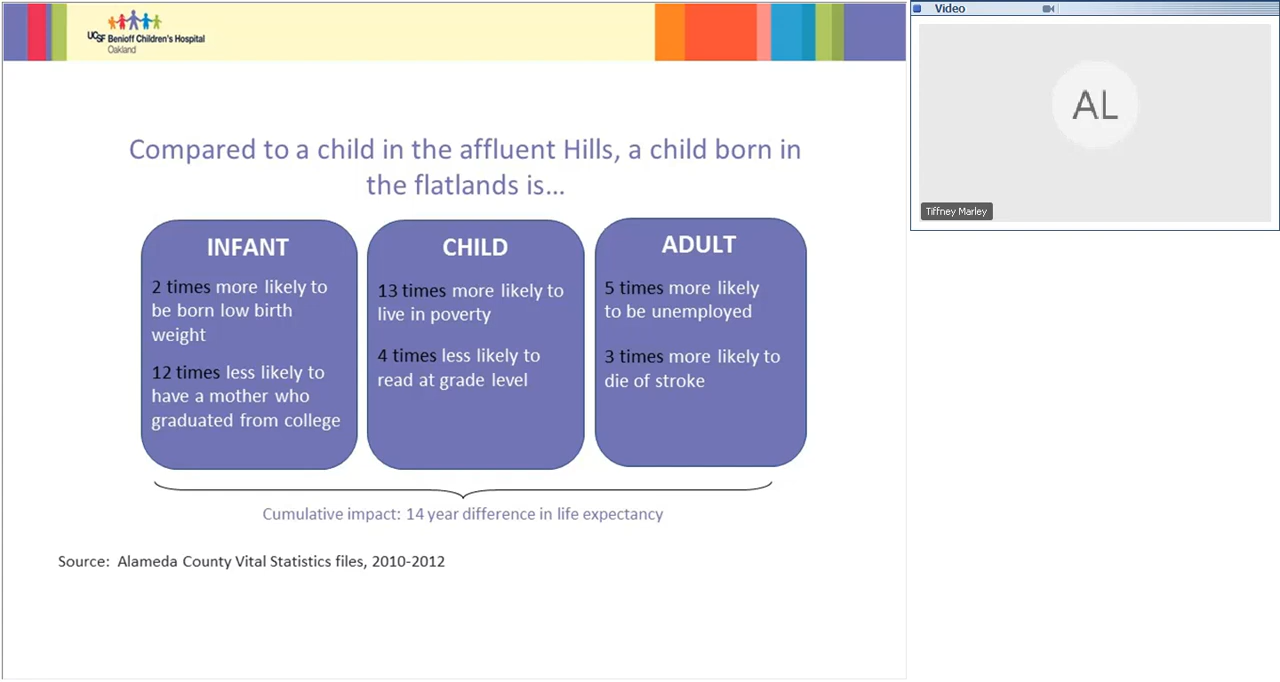 UCSF Benioff Children's Hospital
Oakland
Video
AL
Tiffney Marley
Compared to a child in the affluent Hills, a child born in
the flatlands is…
INFANT
2 times more likely to
be born low birth
weight
12 times less likely to
have a mother who
graduated from college
CHILD
13 times more likely to
live in poverty
4 times less likely to
read at grade level
ADULT
5 times more likely
to be unemployed
3 times more likely to
die of stroke
Cumulative impact: 14 year difference in life expectancy
Source: Alameda County Vital Statistics files, 2010-2012